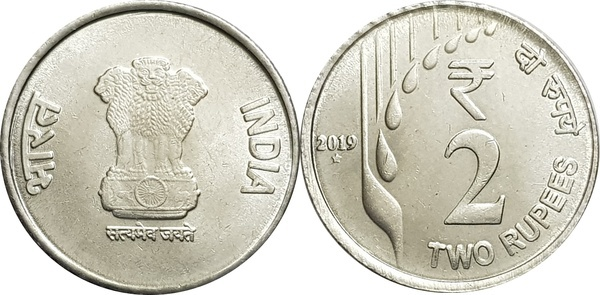 भारत
INDIA
सत्यमेव जयते
2019
₹
2
दो रुपये
TWO RUPEES